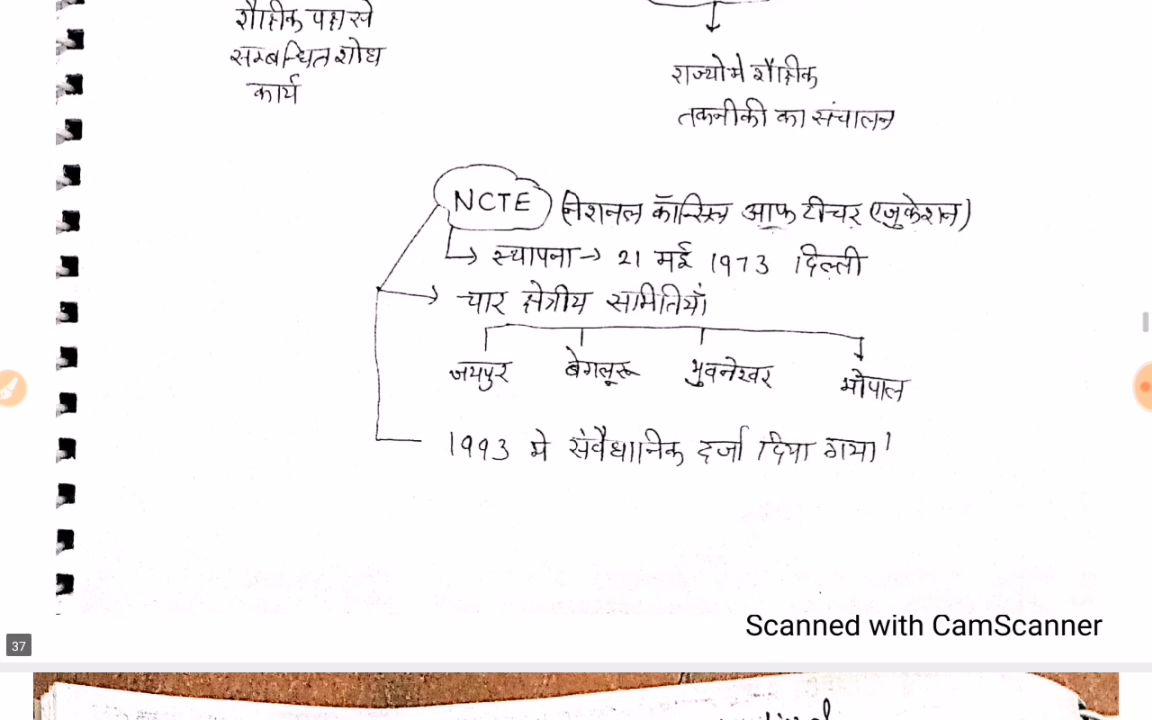 शैक्षिक पक्ष से
सम्बन्धित शोध
कार्य
राज्यो मे शैक्षिक
तकनीकी का संचालन
NCTE (नेशनल कॉन्सिल आफ टीचर एजुकेशन)
स्थापना → 21 मई 1973 दिल्ली
चार क्षेत्रीय समितियाँ
जयपुर बेंगलूरू भुवनेश्वर भोपाल
1993 मे संवैधानिक दर्जा दिया गया।
Scanned with CamScanner
37